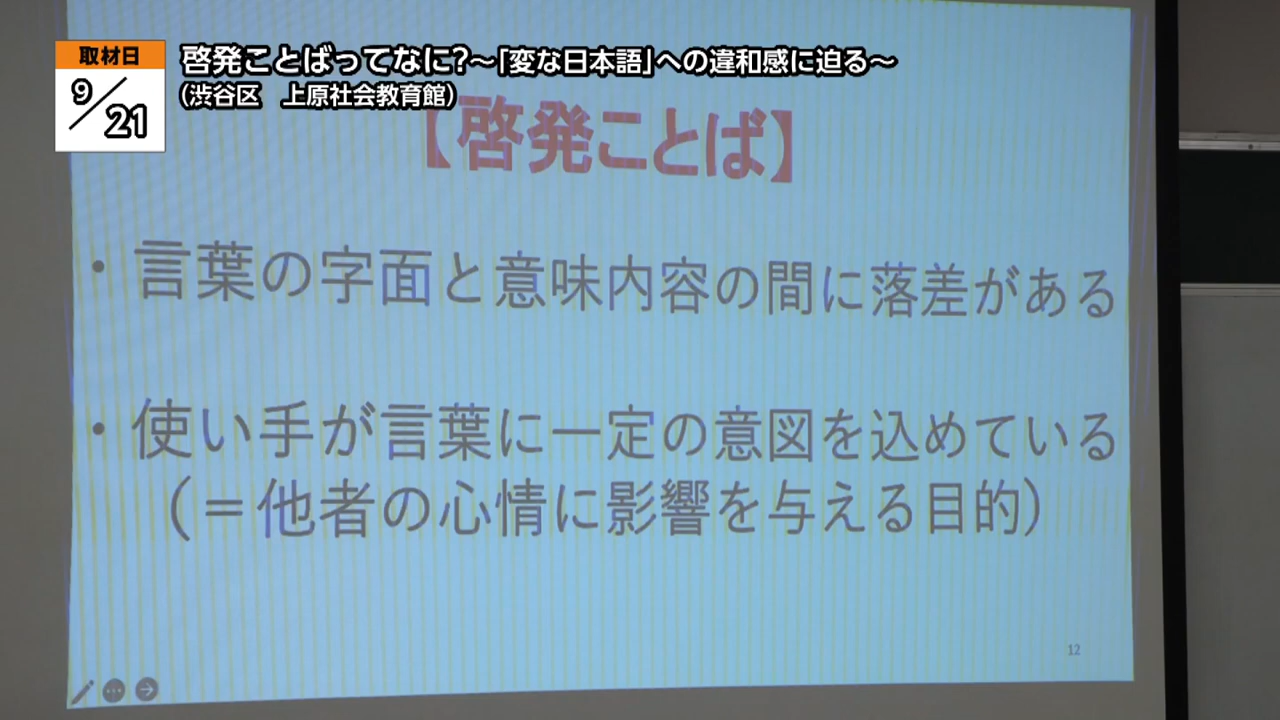 取材日
9/21
啓発ことばってなに?～「変な日本語」への違和感に迫る～
(渋谷区　上原社会教育館)
【啓発ことば】
・言葉の字面と意味内容の間に落差がある
・使い手が言葉に一定の意図を込めている
(＝他者の心情に影響を与える目的)
12